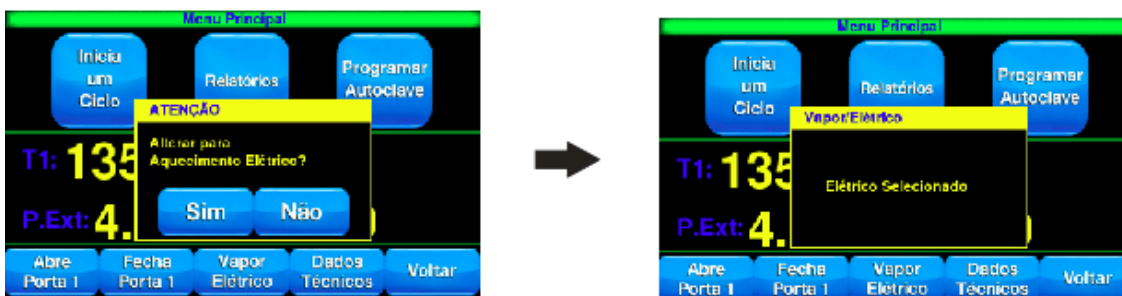 Menu Principal
Inicia
um
Ciclo
Relatórios
Programar
Autoclave
ATENÇÃO
Alterar para
Aquecimento Elétrico?
Sim
Não
T1: 135
P.Ext: 4.
Abre
Porta 1
Fecha
Porta 1
Vapor
Elétrico
Dados
Técnicos
Voltar
Menu Principal
Inicia
um
Ciclo
Relatórios
Programar
Autoclave
Vapor/Elétrico
Elétrico Selecionado
T1: 135
P.Ext: 4.
Abre
Porta 1
Fecha
Porta 1
Vapor
Elétrico
Dados
Técnicos
Voltar